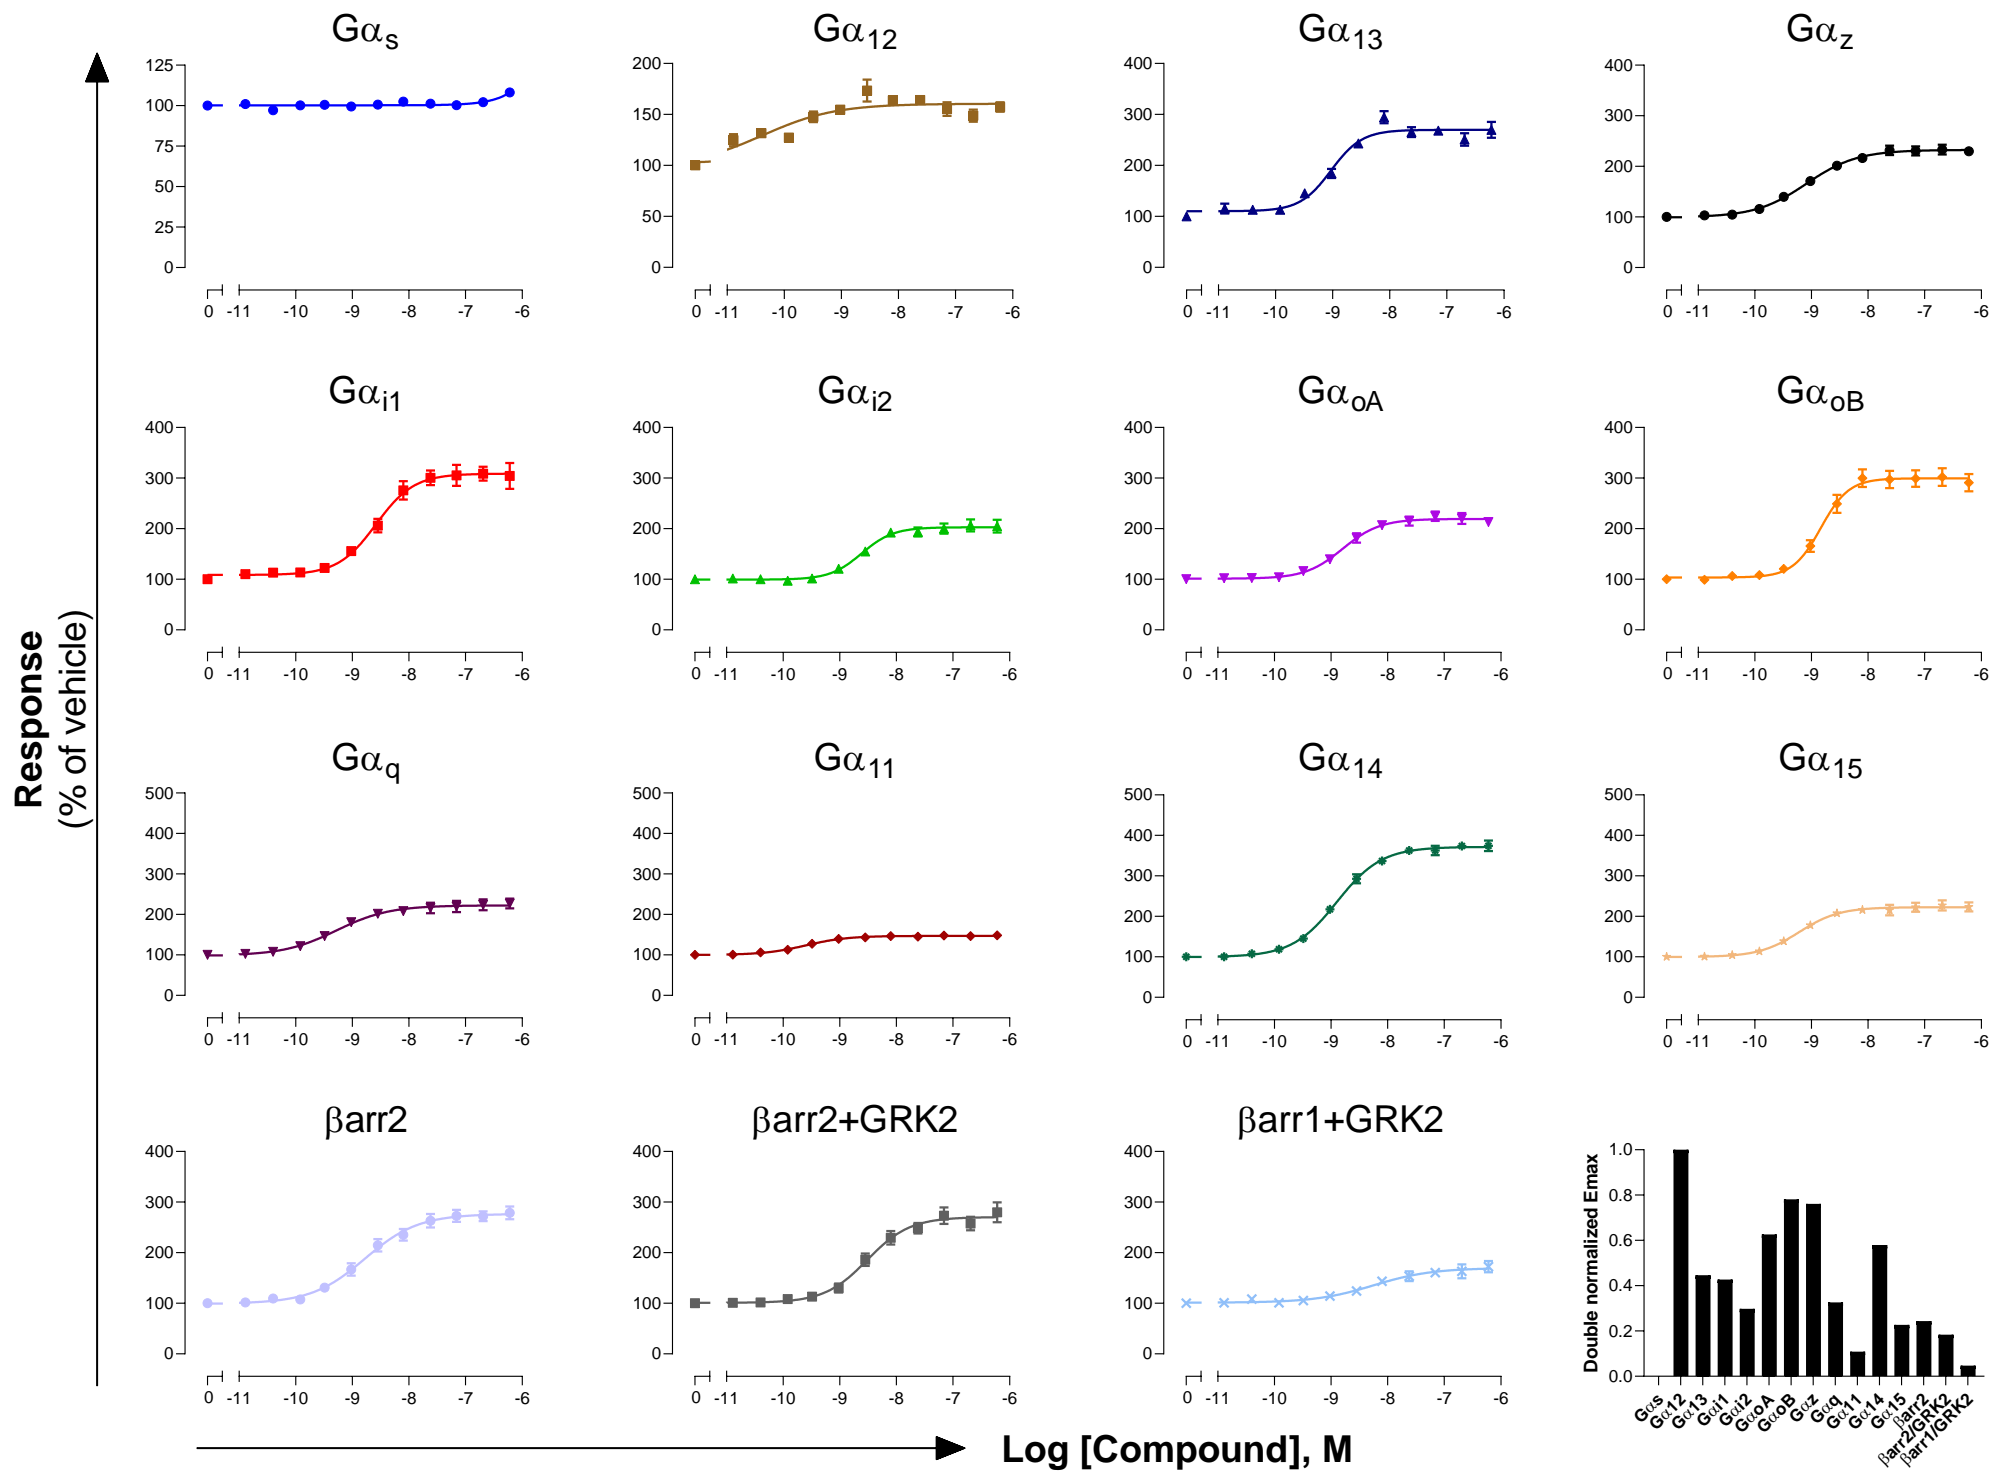 Gαs
Gα12
Gα13
Gαz
125
100
75
50
25
0
0 -11 -10 -9 -8 -7 -6
200
150
100
50
0
0 -11 -10 -9 -8 -7 -6
400
300
200
100
0
0 -11 -10 -9 -8 -7 -6
400
300
200
100
0
0 -11 -10 -9 -8 -7 -6
Gαi1
Gαi2
GαoA
GαoB
400
300
200
100
0
0 -11 -10 -9 -8 -7 -6
400
300
200
100
0
0 -11 -10 -9 -8 -7 -6
400
300
200
100
0
0 -11 -10 -9 -8 -7 -6
400
300
200
100
0
0 -11 -10 -9 -8 -7 -6
Response
(% of vehicle)
Gαq
Gα11
Gα14
Gα15
500
400
300
200
100
0
0 -11 -10 -9 -8 -7 -6
500
400
300
200
100
0
0 -11 -10 -9 -8 -7 -6
500
400
300
200
100
0
0 -11 -10 -9 -8 -7 -6
500
400
300
200
100
0
0 -11 -10 -9 -8 -7 -6
βarr2
βarr2+GRK2
βarr1+GRK2
400
300
200
100
0
0 -11 -10 -9 -8 -7 -6
400
300
200
100
0
0 -11 -10 -9 -8 -7 -6
400
300
200
100
0
0 -11 -10 -9 -8 -7 -6
Double normalized Emax
1.0
0.8
0.6
0.4
0.2
0.0
Gαs
Gα12
Gα13
Gαi1
Gαi2
GαoA
GαoB
Gαz
Gαq
Gα11
Gα14
Gα15
βarr2
βarr2/GRK2
βarr1/GRK2
Log [Compound], M